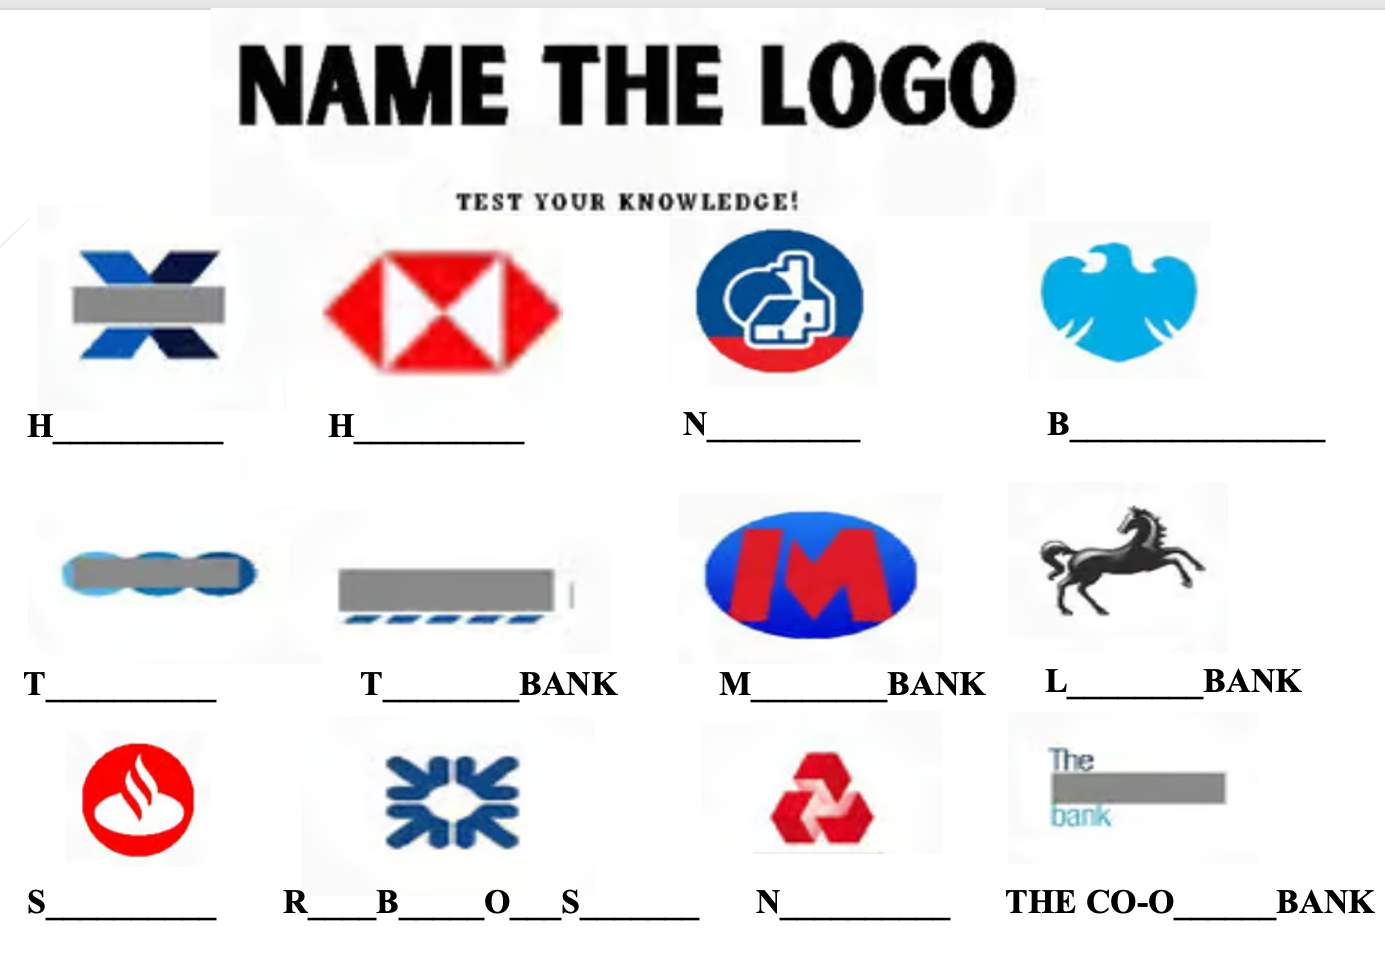 NAME THE LOGO
TEST YOUR KNOWLEDGE!
H__________ H__________ N_________ B_______________
M
T__________ T________BANK M________BANK L________BANK
The
bank
S__________ R____B_____O___S_______ N__________ THE CO-O______BANK